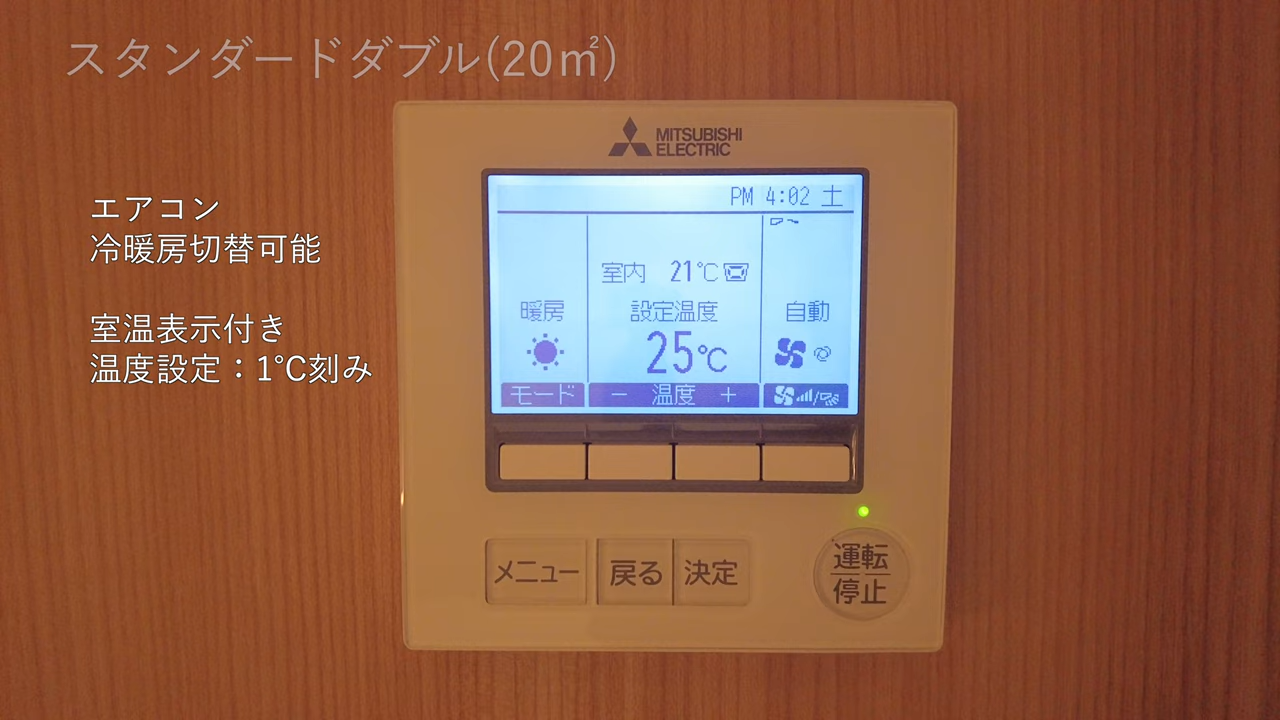 スタンダードダブル(20㎡)
エアコン
冷暖房切替可能
室温表示付き
温度設定：1℃刻み
MITSUBISHI
ELECTRIC
PM 4:02 土
室内 21℃
暖房 設定温度 自動
25℃
モード － 温度 ＋
メニュー 戻る 決定
運転
停止